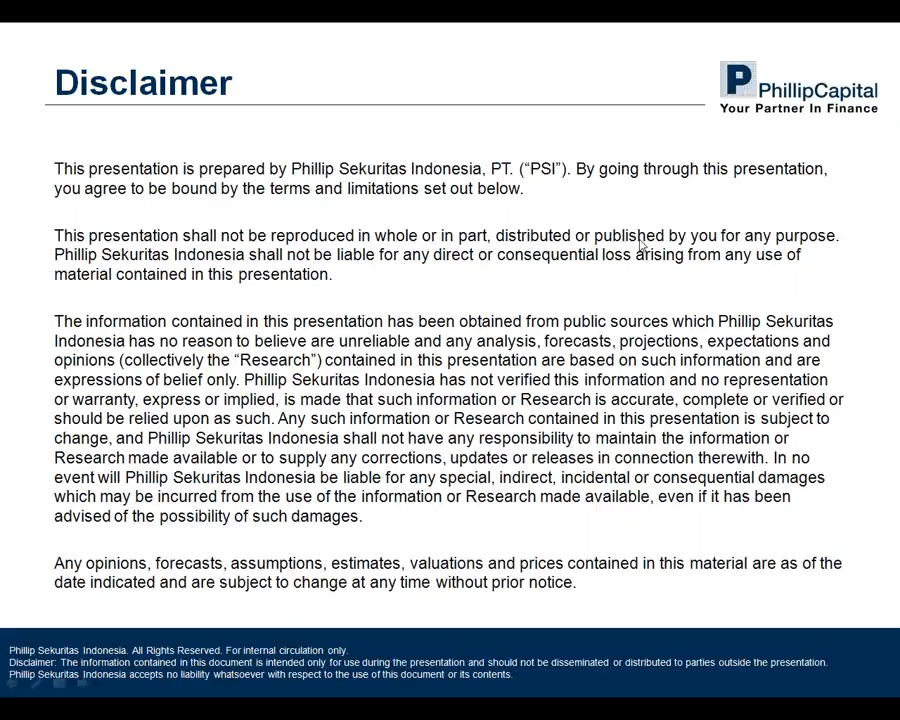 Disclaimer
P PhillipCapital
Your Partner In Finance
This presentation is prepared by Phillip Sekuritas Indonesia, PT. (“PSI”). By going through this presentation,
you agree to be bound by the terms and limitations set out below.
This presentation shall not be reproduced in whole or in part, distributed or published by you for any purpose.
Phillip Sekuritas Indonesia shall not be liable for any direct or consequential loss arising from any use of
material contained in this presentation.
The information contained in this presentation has been obtained from public sources which Phillip Sekuritas
Indonesia has no reason to believe are unreliable and any analysis, forecasts, projections, expectations and
opinions (collectively the “Research”) contained in this presentation are based on such information and are
expressions of belief only. Phillip Sekuritas Indonesia has not verified this information and no representation
or warranty, express or implied, is made that such information or Research is accurate, complete or verified or
should be relied upon as such. Any such information or Research contained in this presentation is subject to
change, and Phillip Sekuritas Indonesia shall not have any responsibility to maintain the information or
Research made available or to supply any corrections, updates or releases in connection therewith. In no
event will Phillip Sekuritas Indonesia be liable for any special, indirect, incidental or consequential damages
which may be incurred from the use of the information or Research made available, even if it has been
advised of the possibility of such damages.
Any opinions, forecasts, assumptions, estimates, valuations and prices contained in this material are as of the
date indicated and are subject to change at any time without prior notice.
Phillip Sekuritas Indonesia. All Rights Reserved. For internal circulation only.
Disclaimer: The information contained in this document is intended only for use during the presentation and should not be disseminated or distributed to parties outside the presentation.
Phillip Sekuritas Indonesia accepts no liability whatsoever with respect to the use of this document or its contents.